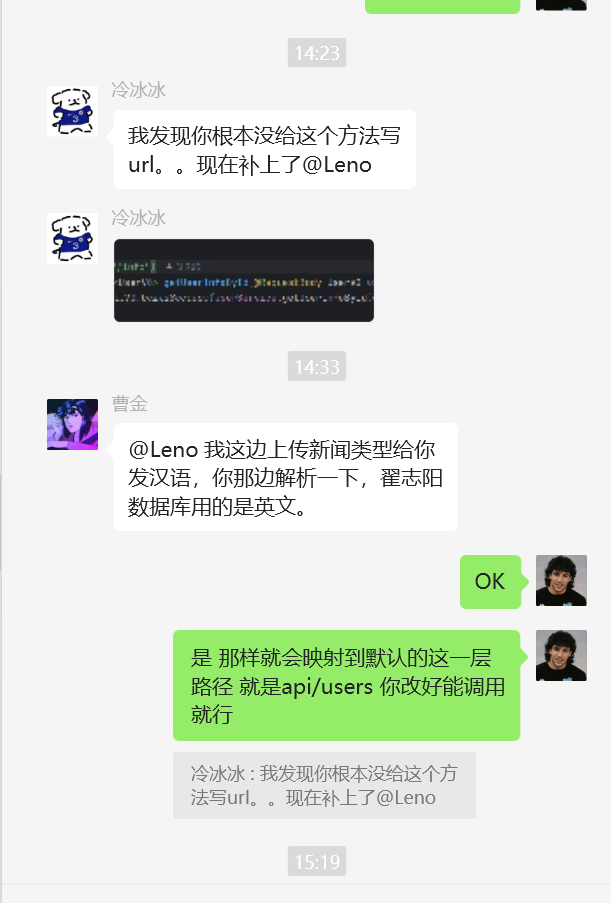 14:23
冷冰冰
我发现你根本没给这个方法写
url。。现在补上了@Leno
冷冰冰
14:33
曹金
@Leno 我这边上传新闻类型给你
发汉语，你那边解析一下，翟志阳
数据库用的是英文。
OK
是 那样就会映射到默认的这一层
路径 就是api/users 你改好能调用
就行
冷冰冰 : 我发现你根本没给这个方
法写url。。现在补上了@Leno
15:19